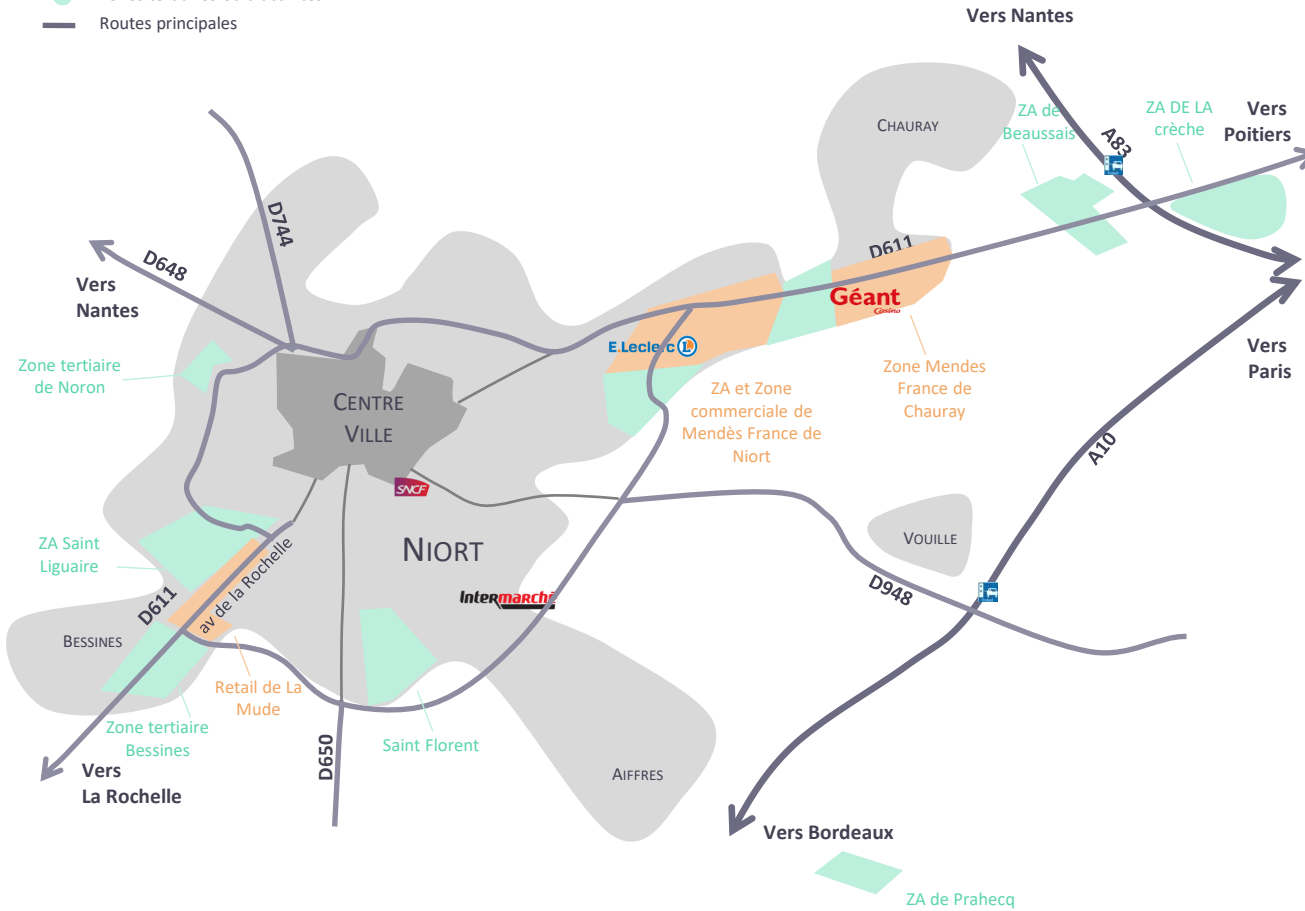 Routes principales
Vers Nantes
CHAURAY
ZA de
Beaussais
ZA DE LA
crèche
Vers
Poitiers
A83
D744
D648
Vers
Nantes
D611
Géant
Casino
E.Leclerc L
Zone tertiaire
de Noron
CENTRE
VILLE
ZA et Zone
commerciale de
Mendès France de
Niort
Zone Mendes
France de
Chauray
Vers
Paris
A10
SNCF
NIORT
VOUILLE
ZA Saint
Liguaire
av de la Rochelle
D611
Intermarché
D948
BESSINES
Retail de La
Mude
Zone tertiaire
Bessines
Saint Florent
D650
AIFFRES
Vers
La Rochelle
Vers Bordeaux
ZA de Prahecq